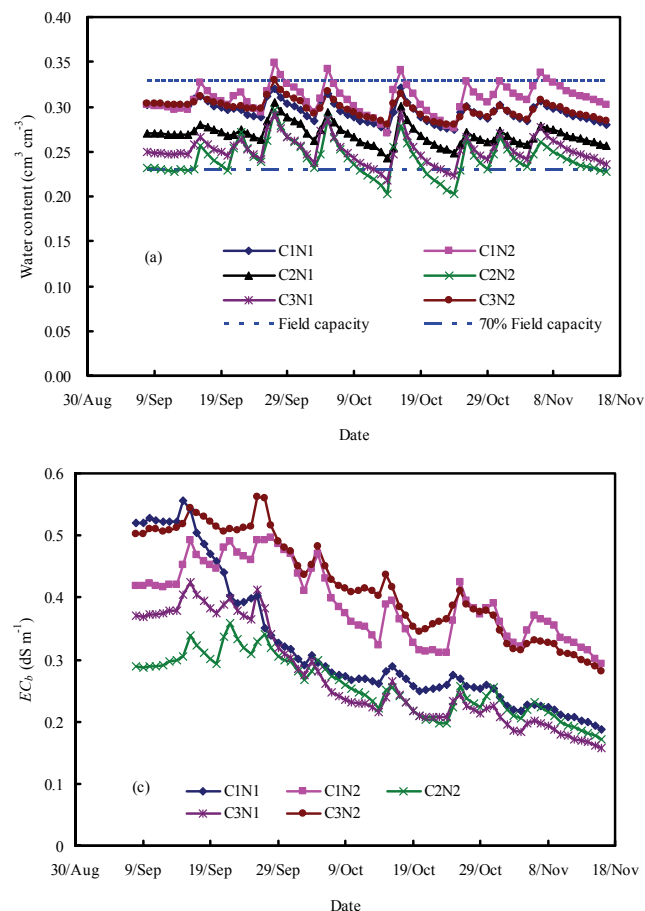 0.40
0.35
0.30
0.25
0.20
0.15
0.10
0.05
0.00
Water content (cm³ cm⁻³)
(a)
C1N1 C1N2
C2N1 C2N2
C3N1 C3N2
Field capacity 70% Field capacity
30/Aug 9/Sep 19/Sep 29/Sep 9/Oct 19/Oct 29/Oct 8/Nov 18/Nov
Date
0.6
0.5
0.4
0.3
0.2
0.1
0
ECb (dS m⁻¹)
(c)
C1N1 C1N2 C2N2
C3N1 C3N2
30/Aug 9/Sep 19/Sep 29/Sep 9/Oct 19/Oct 29/Oct 8/Nov 18/Nov
Date